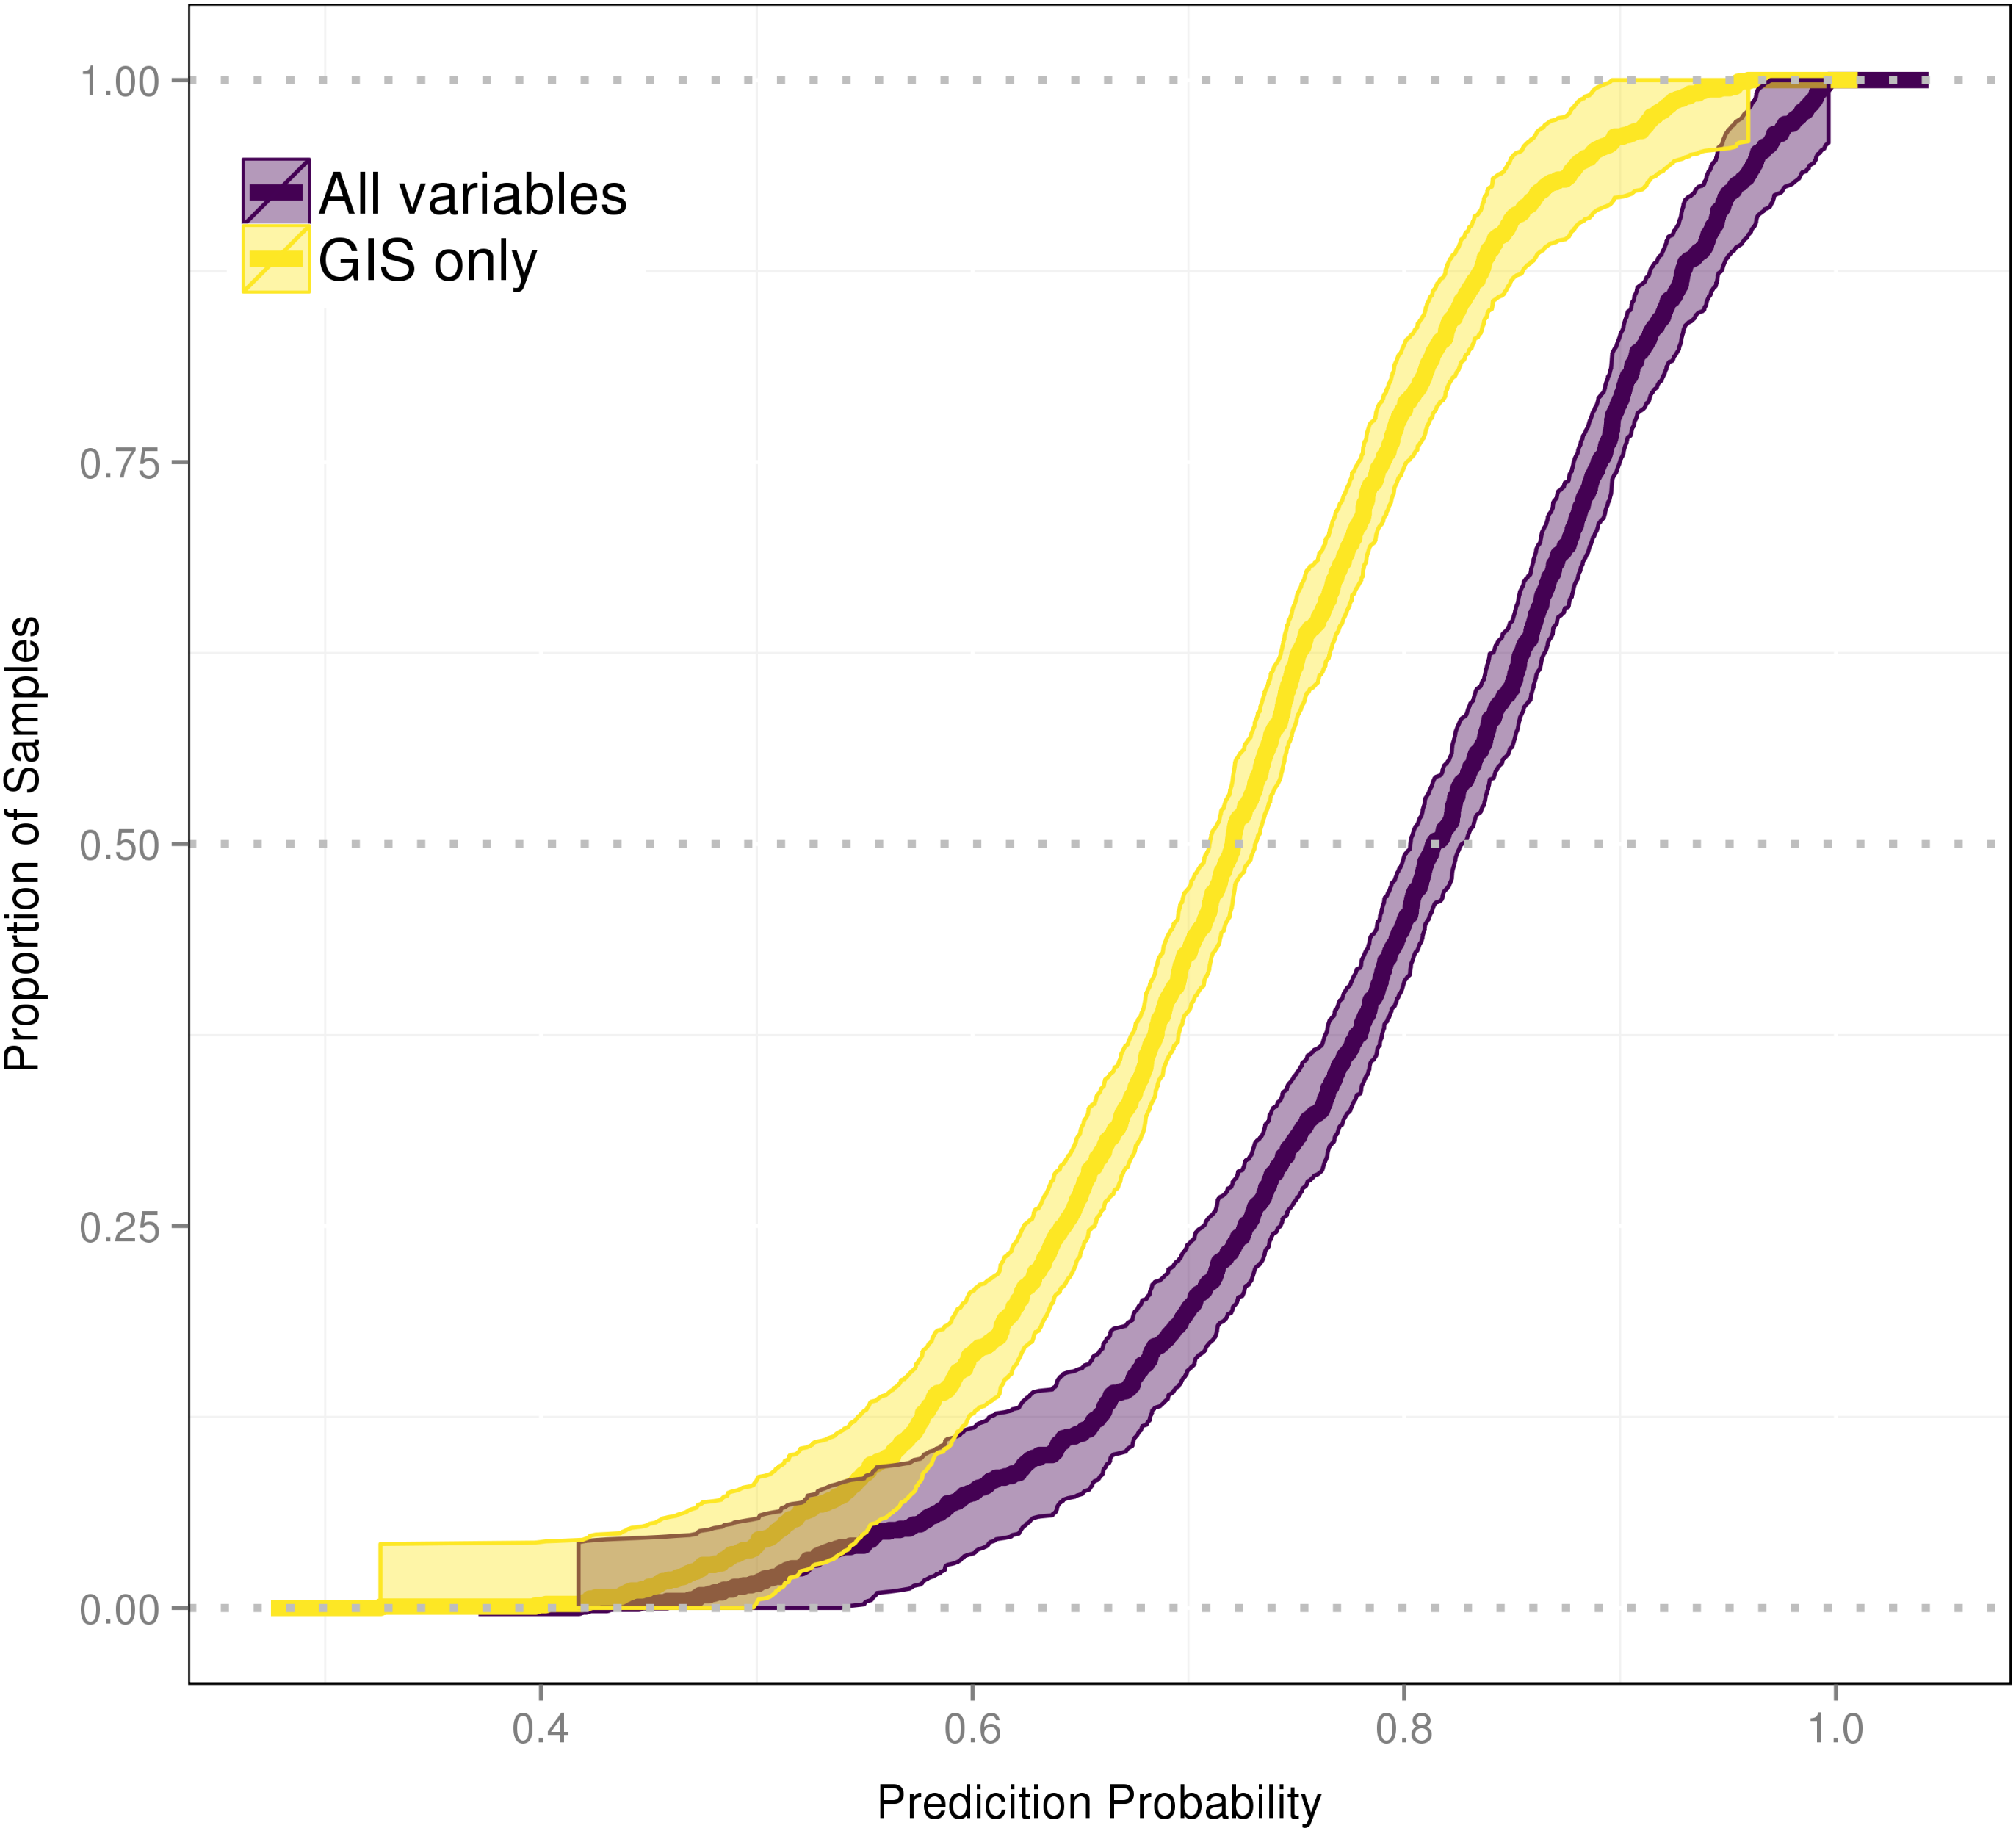 1.00
All variables
GIS only
0.75
Proportion of Samples
0.50
0.25
0.00
0.4
0.6
0.8
1.0
Predicition Probability